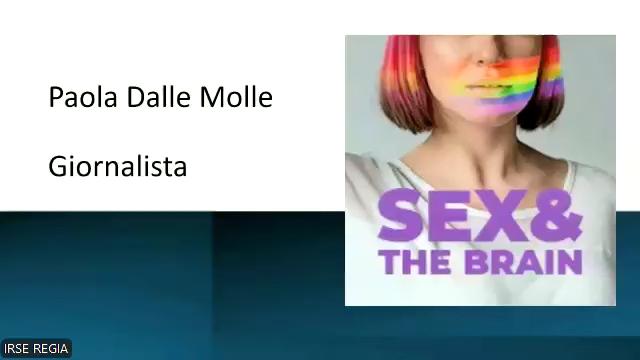 Paola Dalle Molle
Giornalista
SEX&
THE BRAIN
IRSE REGIA